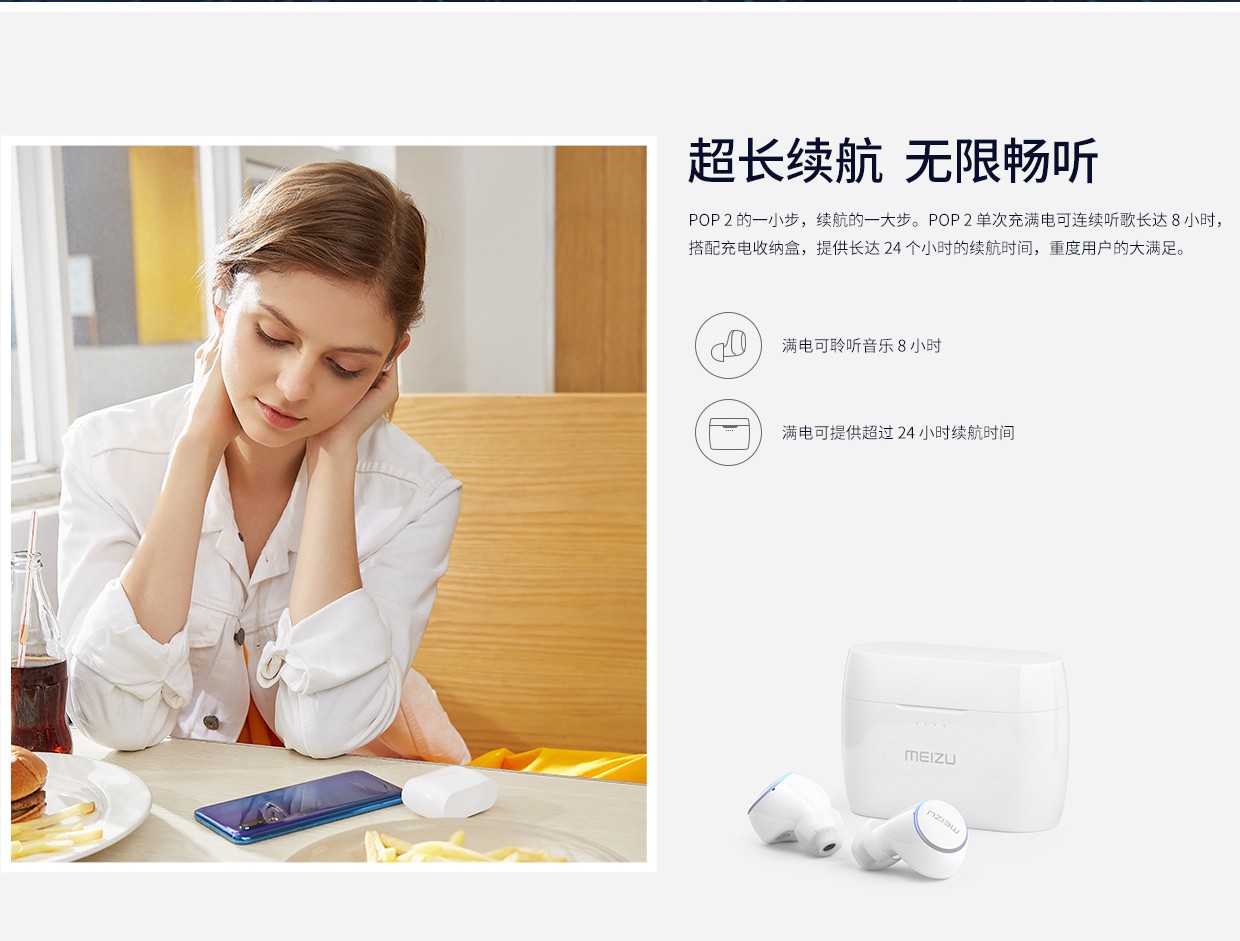 超长续航 无限畅听
POP 2 的一小步，续航的一大步。POP 2 单次充满电可连续听歌长达 8 小时，
搭配充电收纳盒，提供长达 24 个小时的续航时间，重度用户的大满足。
满电可聆听音乐 8 小时
满电可提供超过 24 小时续航时间
MEIZU
MEIZU